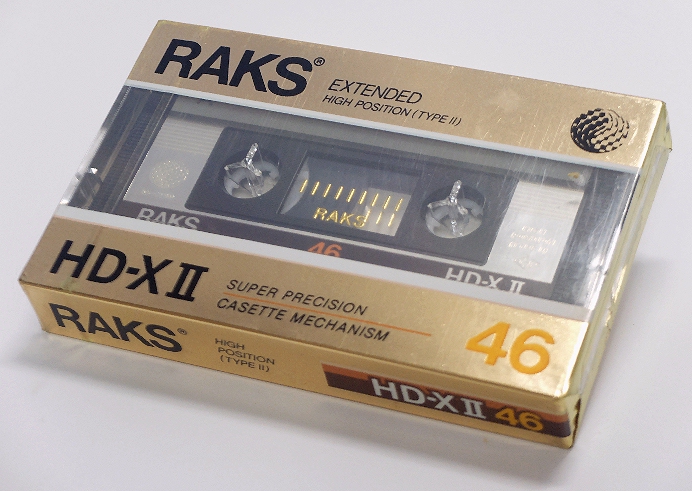 RAKS®
EXTENDED
HIGH POSITION (TYPE II)
RAKS
RAKS
46
HD-X II
HD-X II
SUPER PRECISION
CASETTE MECHANISM
46
RAKS®
HIGH
POSITION
(TYPE II)
HD-X II 46